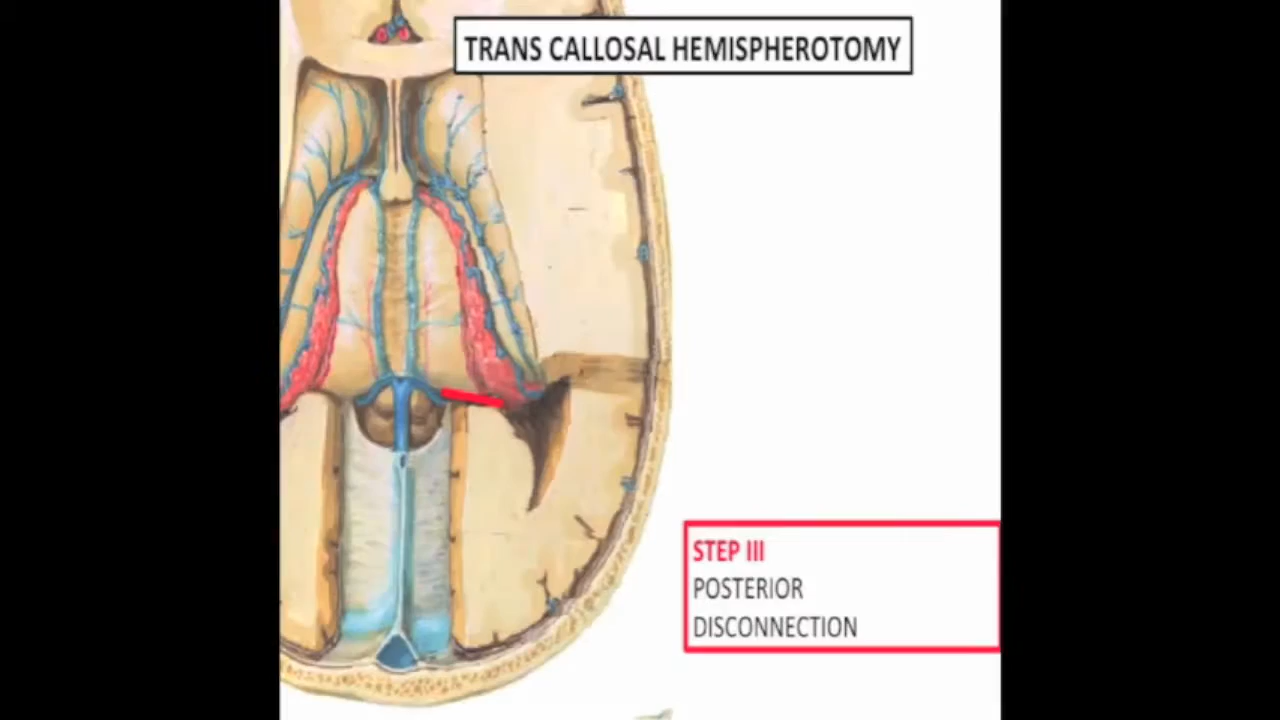 TRANS CALLOSAL HEMISPHEROTOMY
STEP III
POSTERIOR
DISCONNECTION